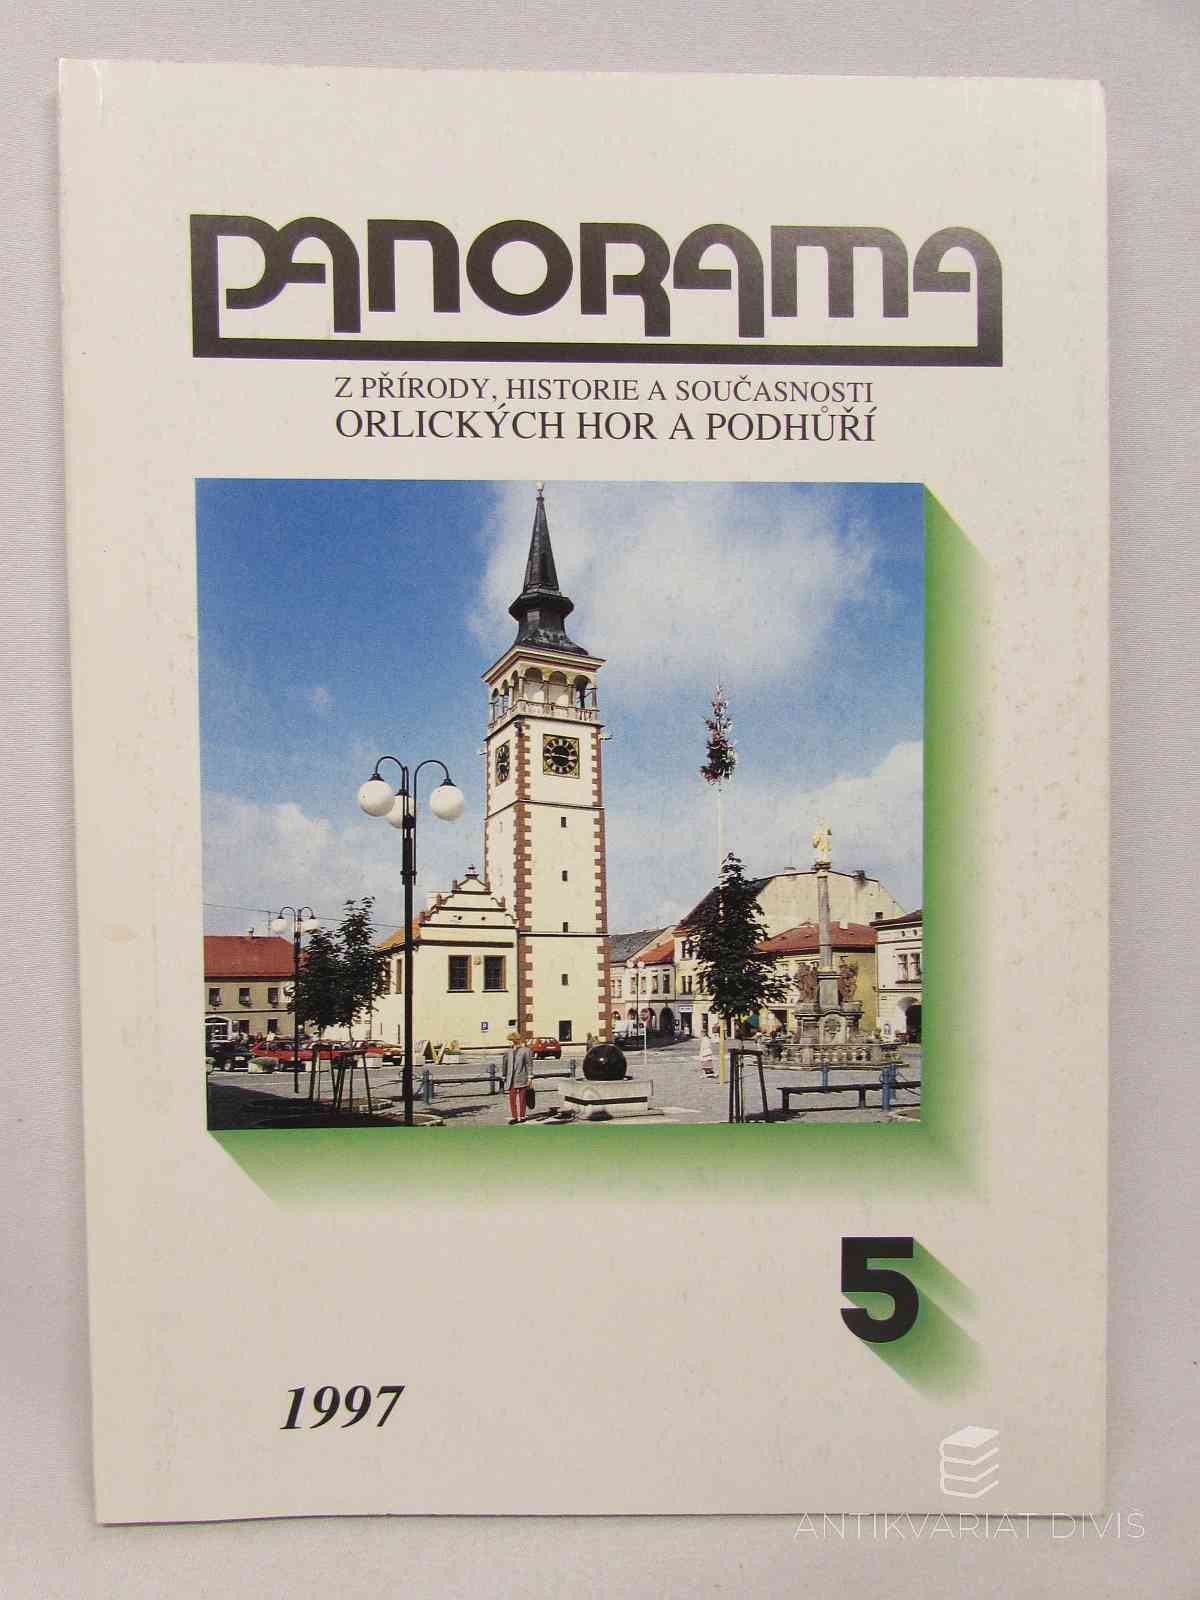 PANORAMA
Z PŘÍRODY, HISTORIE A SOUČASNOSTI
ORLICKÝCH HOR A PODHŮŘÍ
5
1997
ANTIKVARIÁT DIVIŠ